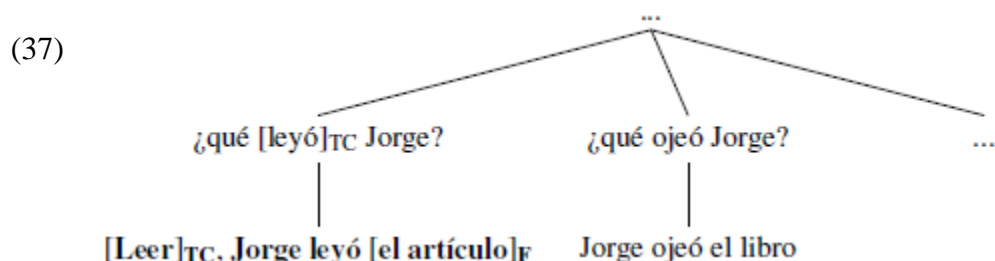 ...
(37)
¿qué [leyó]TC Jorge? ¿qué ojeó Jorge? ...
[Leer]TC, Jorge leyó [el artículo]F Jorge ojeó el libro